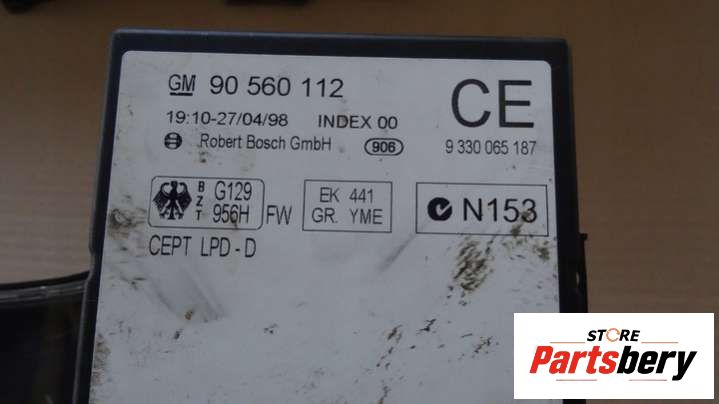 GM 90 560 112
CE
19:10-27/04/98 INDEX 00
Robert Bosch GmbH 906 9 330 065 187
BZT G129 956H FW
EK 441
GR. YME
N153
CEPT LPD - D
STORE
Partsbery